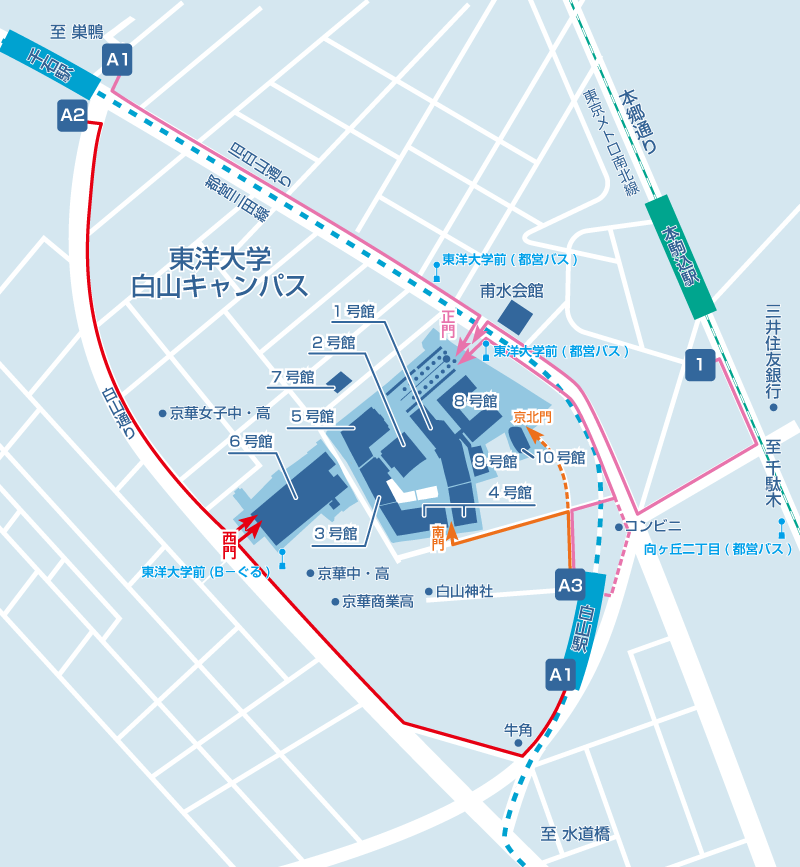 至 巣鴨
A1
千石駅
A2
本郷通り
東京メトロ南北線
旧白山通り
都営三田線
本駒込駅
東洋大学
白山キャンパス
東洋大学前 ( 都営バス )
甫水会館
1 号館
正門
三井住友銀行
2 号館
東洋大学前 ( 都営バス )
1
7 号館
白山通り
京華女子中・高
5 号館
8 号館
京北門
6 号館
至 千駄木
9 号館
10 号館
4 号館
3 号館
南門
コンビニ
西門
向ヶ丘二丁目 ( 都営バス )
東洋大学前 (B－ぐる )
京華中・高
A3
白山神社
京華商業高
白山駅
A1
牛角
至 水道橋